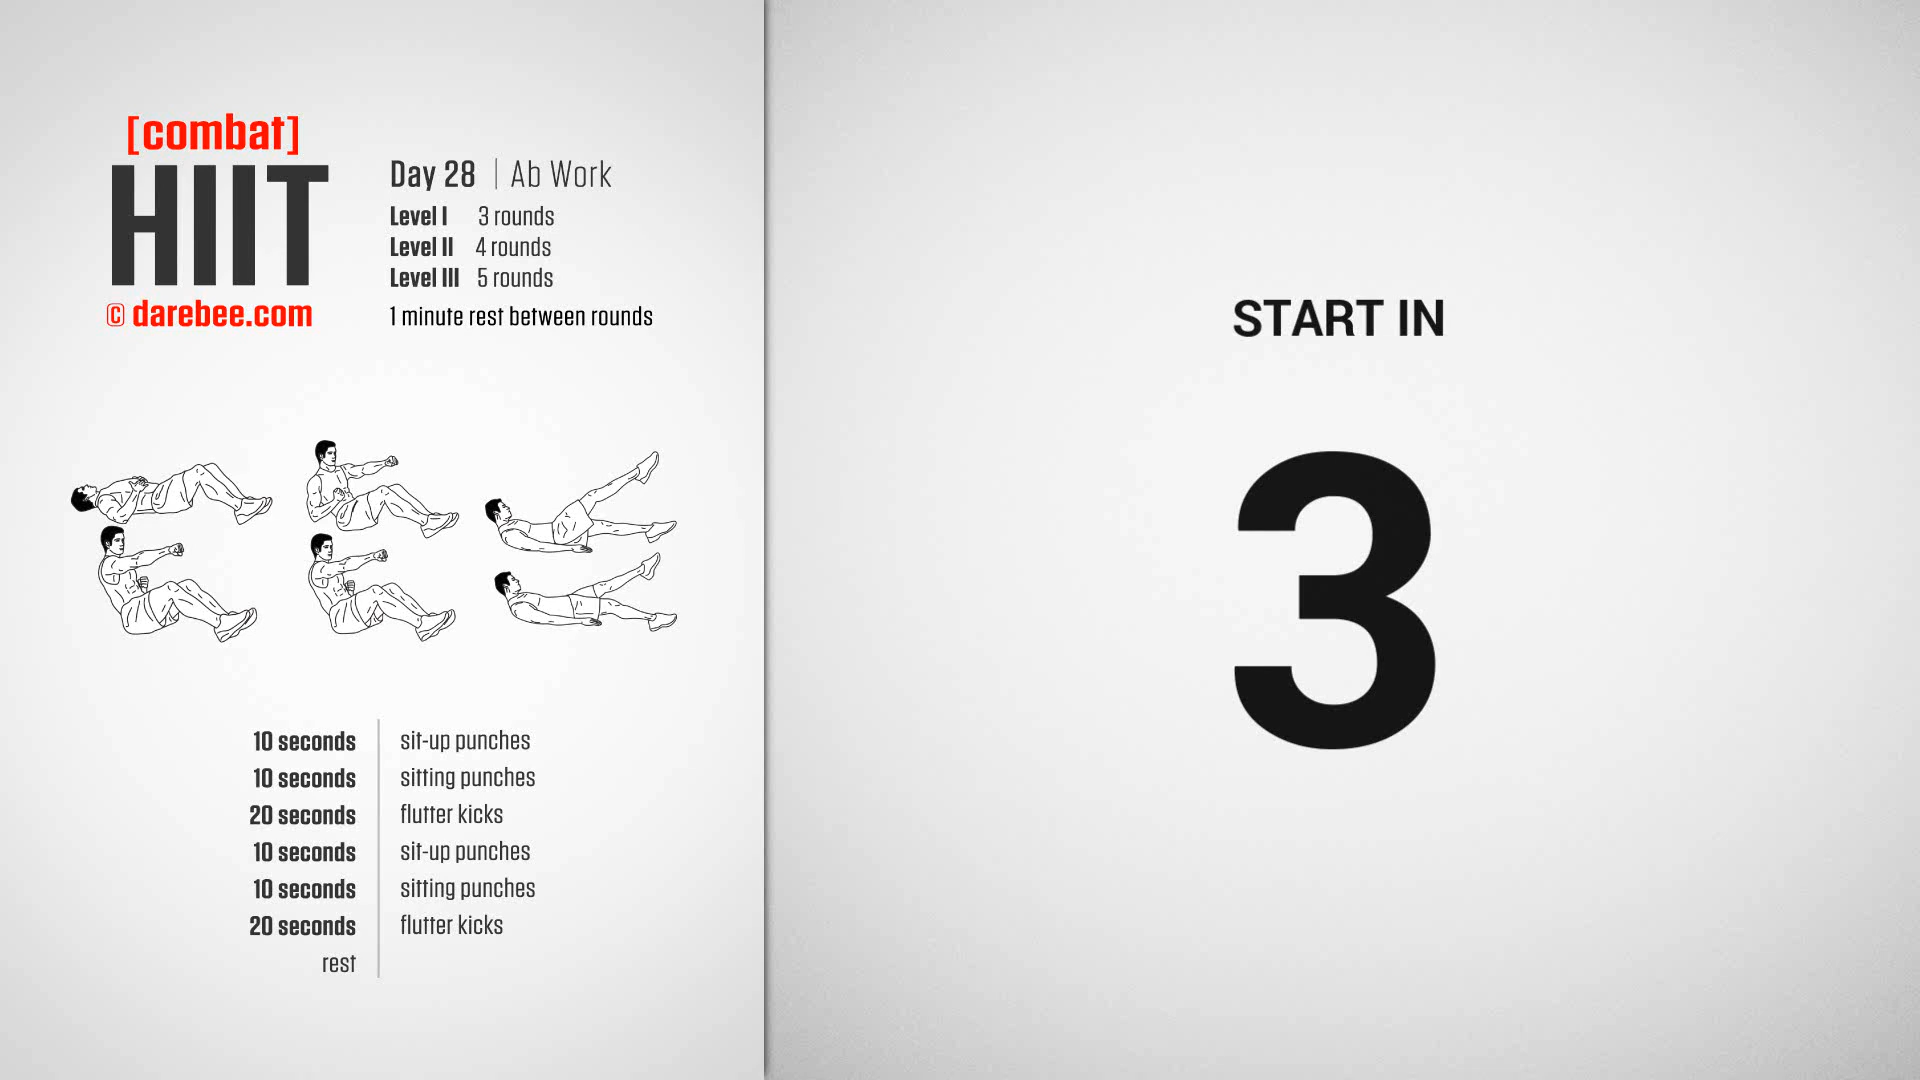 [combat]
HIIT
© darebee.com
Day 28 | Ab Work
Level I 3 rounds
Level II 4 rounds
Level III 5 rounds
1 minute rest between rounds
10 seconds sit-up punches
10 seconds sitting punches
20 seconds flutter kicks
10 seconds sit-up punches
10 seconds sitting punches
20 seconds flutter kicks
rest
START IN
3